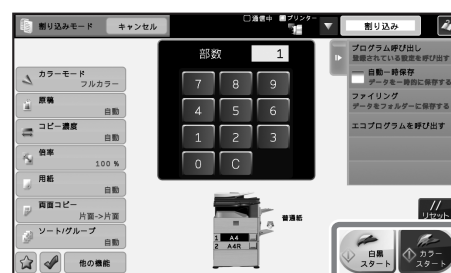 割り込みモード
キャンセル
通信中
プリンター
割り込み
カラーモード
フルカラー
原稿
自動
コピー濃度
自動
倍率
100 %
用紙
自動
両面コピー
片面->片面
ソート/グループ
自動
他の機能
部数
1
7
8
9
4
5
6
1
2
3
0
C
1 A4
2 A4R
普通紙
プログラム呼び出し
登録されている設定を呼び出す
自動一時保存
データを一時的に保存する
ファイリング
データをフォルダーに保存する
エコプログラムを呼び出す
リセット
白黒
スタート
カラー
スタート